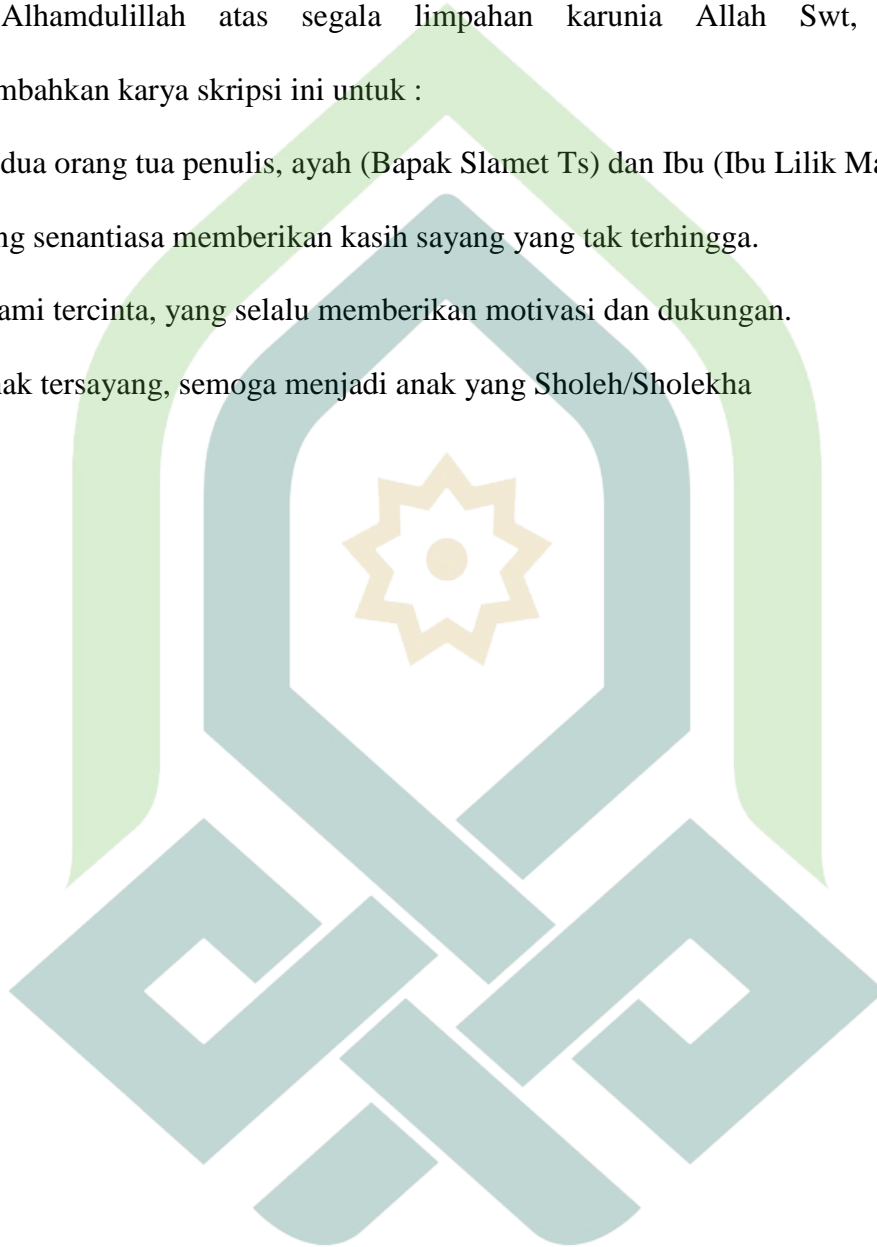 Alhamdulillah atas segala limpahan karunia Allah Swt,
mbahkan karya skripsi ini untuk :
dua orang tua penulis, ayah (Bapak Slamet Ts) dan Ibu (Ibu Lilik Ma
ng senantiasa memberikan kasih sayang yang tak terhingga.
ami tercinta, yang selalu memberikan motivasi dan dukungan.
ak tersayang, semoga menjadi anak yang Sholeh/Sholekha